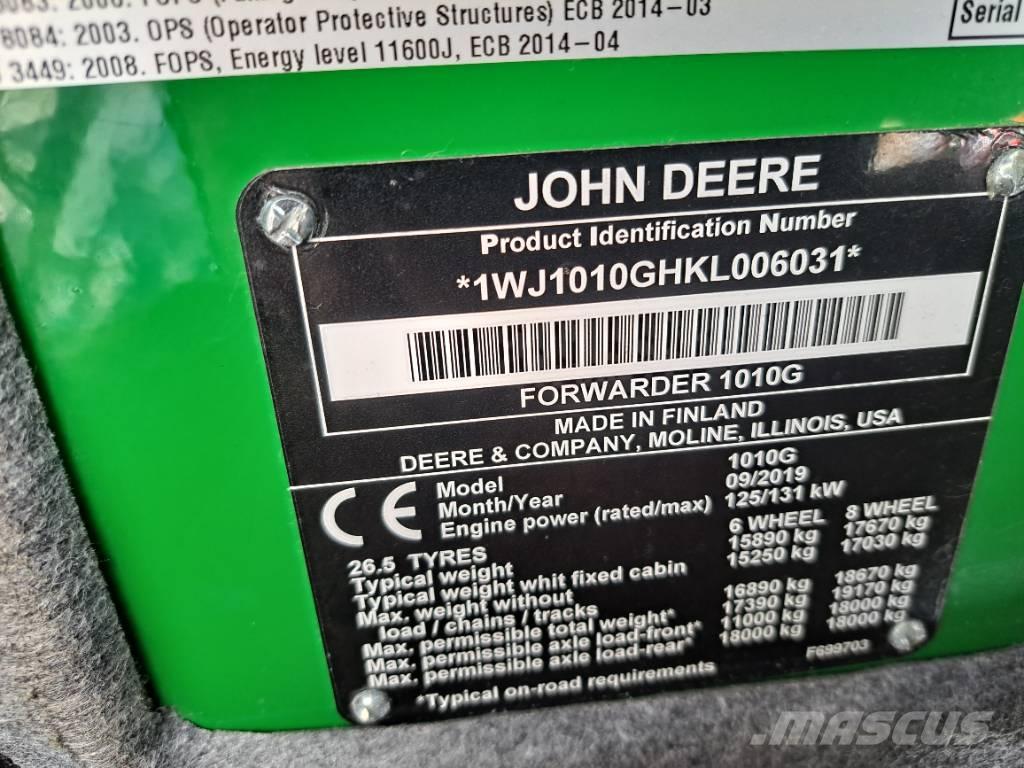 8084: 2003. OPS (Operator Protective Structures) ECB 2014-03
3449: 2008. FOPS, Energy level 11600J, ECB 2014-04
Serial
JOHN DEERE
Product Identification Number
*1WJ1010GHKL006031*
FORWARDER 1010G
MADE IN FINLAND
DEERE & COMPANY, MOLINE, ILLINOIS, USA
CE
Model 1010G
Month/Year 09/2019
Engine power (rated/max) 125/131 kW
6 WHEEL 8 WHEEL
26.5 TYRES
Typical weight 15890 kg 17670 kg
Typical weight whit fixed cabin 15250 kg 17030 kg
Max. weight without
load / chains / tracks 16890 kg 18670 kg
Max. permissible total weight* 17390 kg 19170 kg
Max. permissible axle load-front* 11000 kg 18000 kg
Max. permissible axle load-rear* 18000 kg 18000 kg
*Typical on-road requirements
F699703
MASCUS